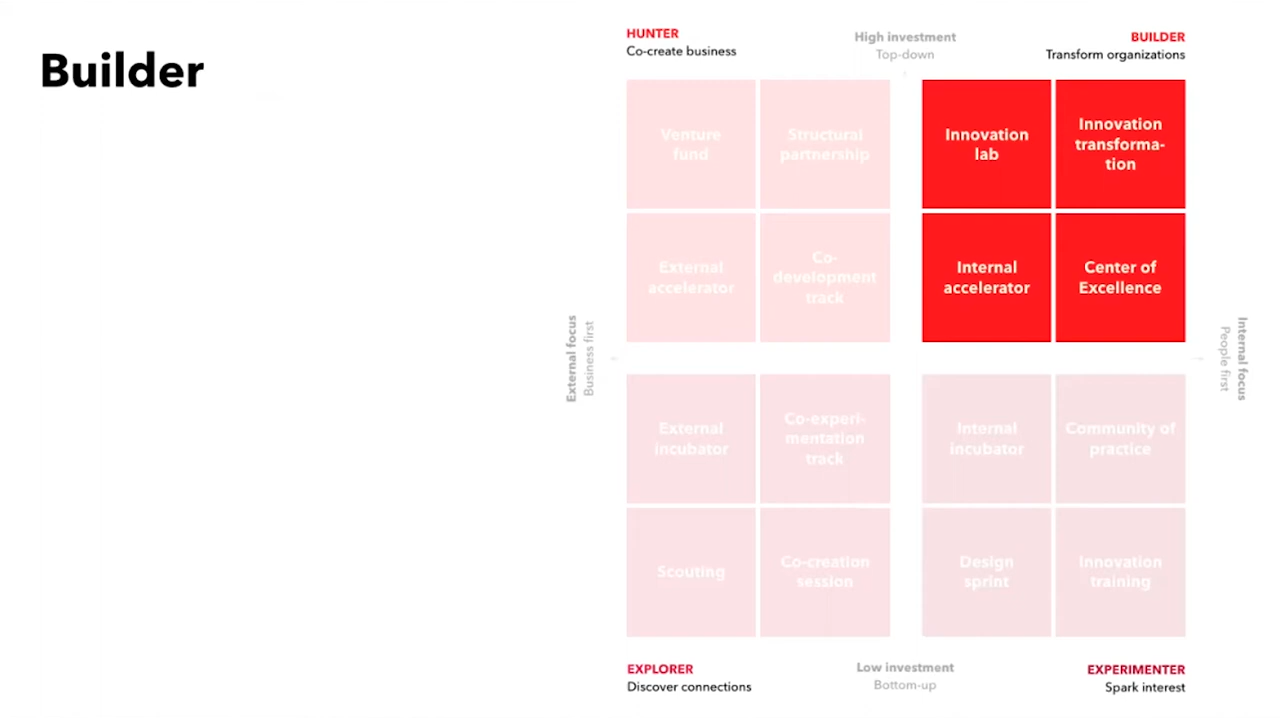 Builder
HUNTER
Co-create business
High investment
Top-down
BUILDER
Transform organizations
Venture
fund
Structural
partnership
Innovation
lab
Innovation
transforma-
tion
External
accelerator
Co-
development
track
Internal
accelerator
Center of
Excellence
External focus
Business first
Internal focus
People first
External
incubator
Co-experi-
mentation
track
Internal
incubator
Community of
practice
Scouting
Co-creation
session
Design
sprint
Innovation
training
EXPLORER
Discover connections
Low investment
Bottom-up
EXPERIMENTER
Spark interest